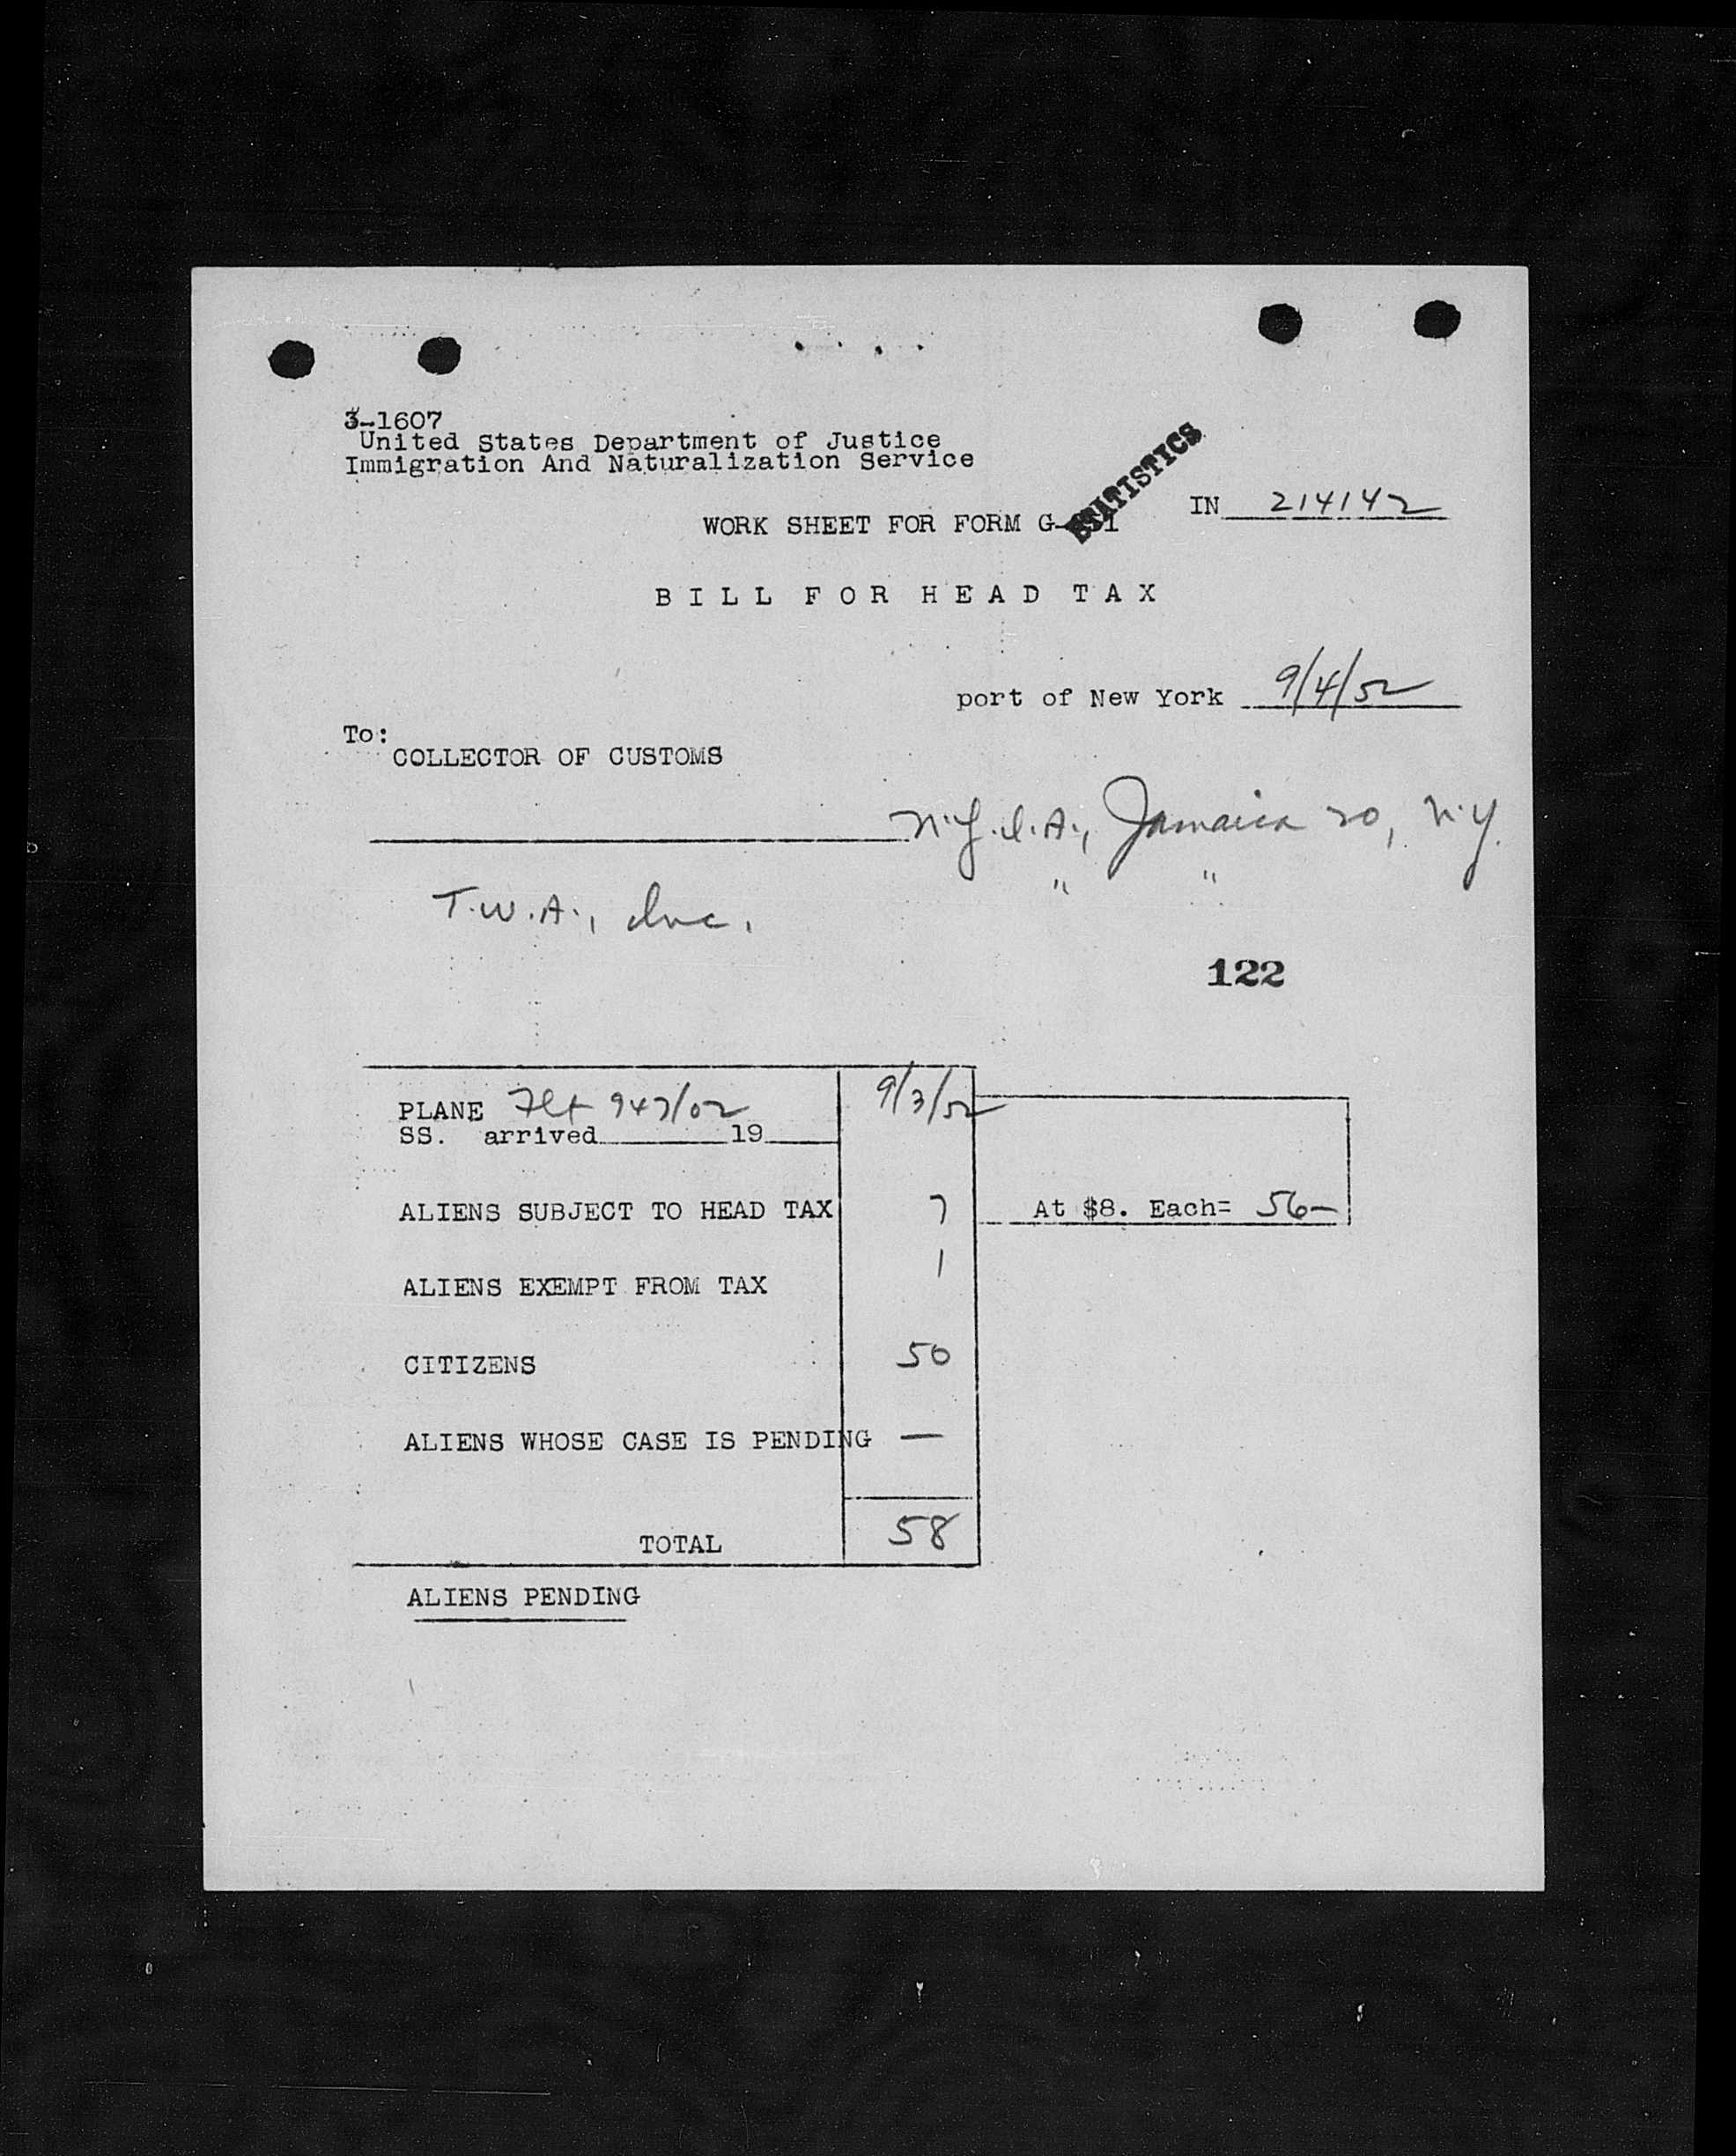 3-1607
United States Department of Justice
Immigration And Naturalization Service
STATISTICS
WORK SHEET FOR FORM G-
IN 214142
BILL FOR HEAD TAX
port of New York 9/4/52
To:
COLLECTOR OF CUSTOMS
N.Y.I.A., Jamaica 20, N.Y.
T.W.A., Inc. " "
122
PLANE Flt 947/02 9/3/52
SS. arrived 19
ALIENS SUBJECT TO HEAD TAX 7 At $8. Each= 56-
ALIENS EXEMPT FROM TAX 1
CITIZENS 50
ALIENS WHOSE CASE IS PENDING —
TOTAL 58
ALIENS PENDING